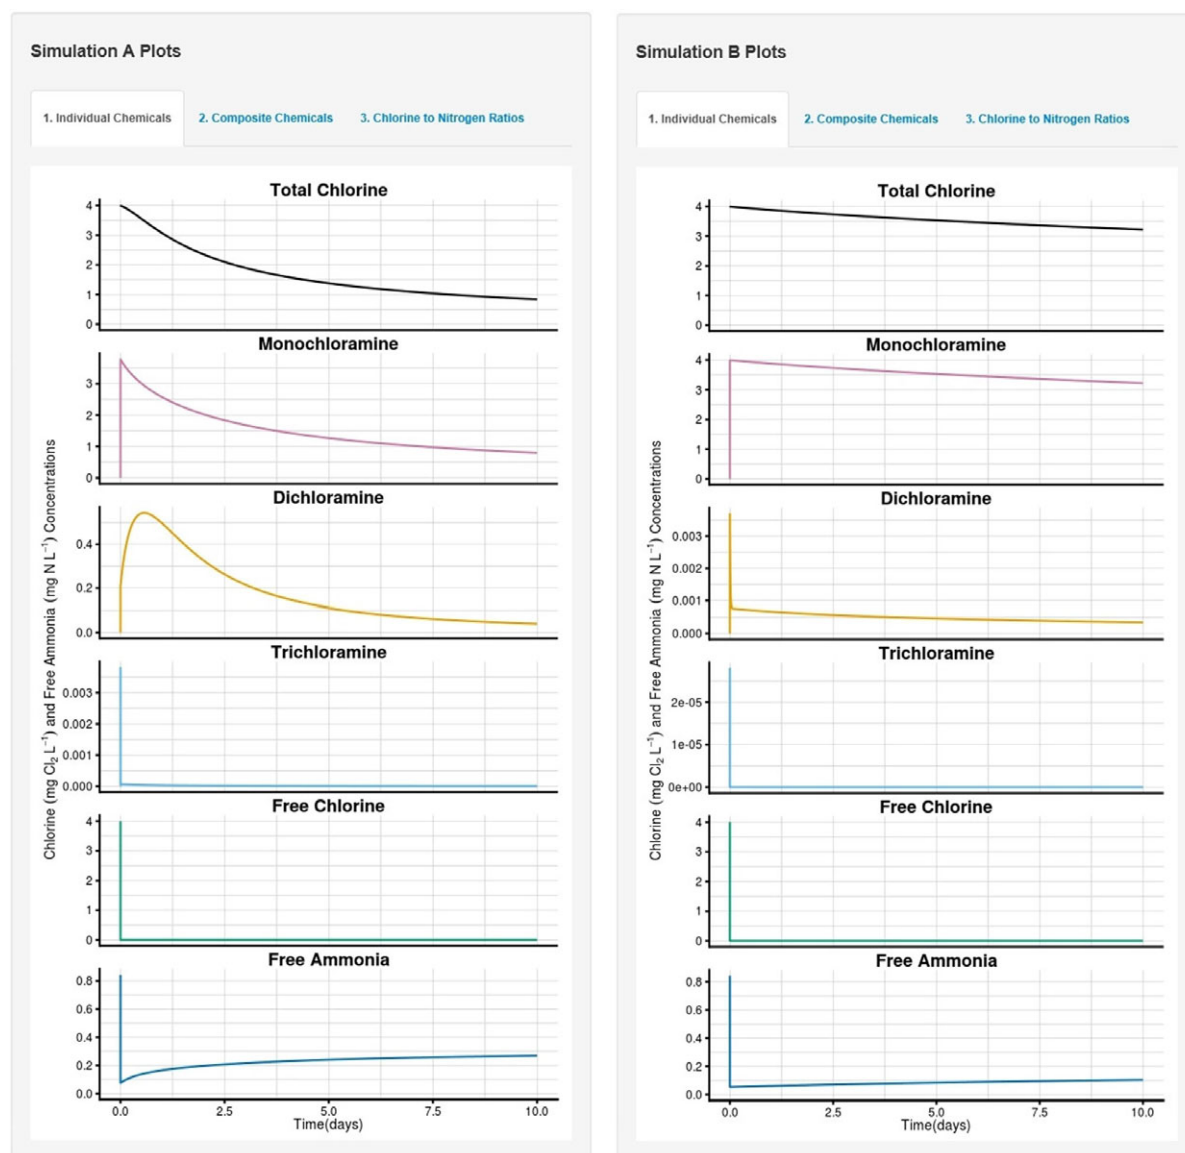 Simulation A Plots
1. Individual Chemicals 2. Composite Chemicals 3. Chlorine to Nitrogen Ratios
Chlorine (mg Cl₂ L⁻¹) and Free Ammonia (mg N L⁻¹) Concentrations
Total Chlorine
4
3
2
1
0
Monochloramine
3
2
1
0
Dichloramine
0.4
0.2
0.0
Trichloramine
0.003
0.002
0.001
0.000
Free Chlorine
4
3
2
1
0
Free Ammonia
0.8
0.6
0.4
0.2
0.0
0.0 2.5 5.0 7.5 10.0
Time(days)
Simulation B Plots
1. Individual Chemicals 2. Composite Chemicals 3. Chlorine to Nitrogen Ratios
Chlorine (mg Cl₂ L⁻¹) and Free Ammonia (mg N L⁻¹) Concentrations
Total Chlorine
4
3
2
1
0
Monochloramine
4
3
2
1
0
Dichloramine
0.003
0.002
0.001
0.000
Trichloramine
2e-05
1e-05
0e+00
Free Chlorine
4
3
2
1
0
Free Ammonia
0.8
0.6
0.4
0.2
0.0
0.0 2.5 5.0 7.5 10.0
Time(days)